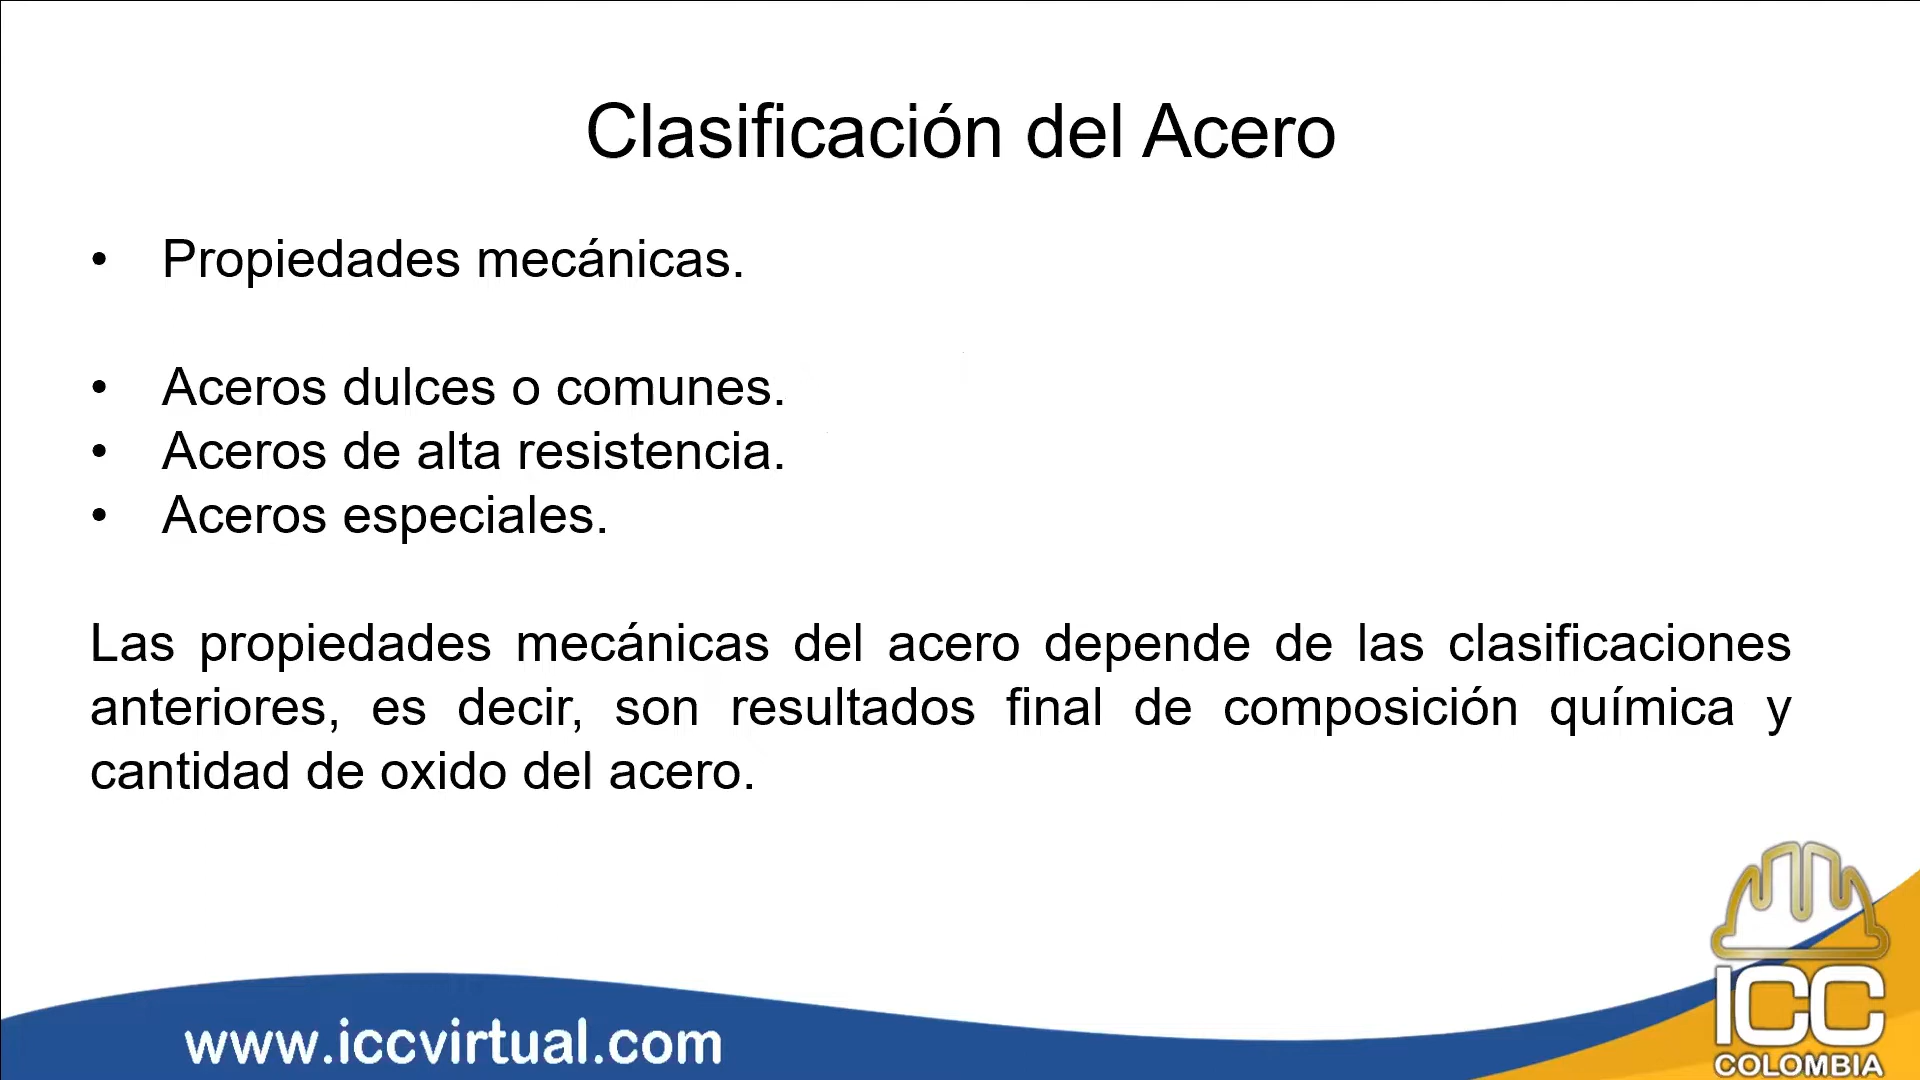 Clasificación del Acero
• Propiedades mecánicas.
• Aceros dulces o comunes.
• Aceros de alta resistencia.
• Aceros especiales.
Las propiedades mecánicas del acero depende de las clasificaciones
anteriores, es decir, son resultados final de composición química y
cantidad de oxido del acero.
www.iccvirtual.com
ICC
COLOMBIA